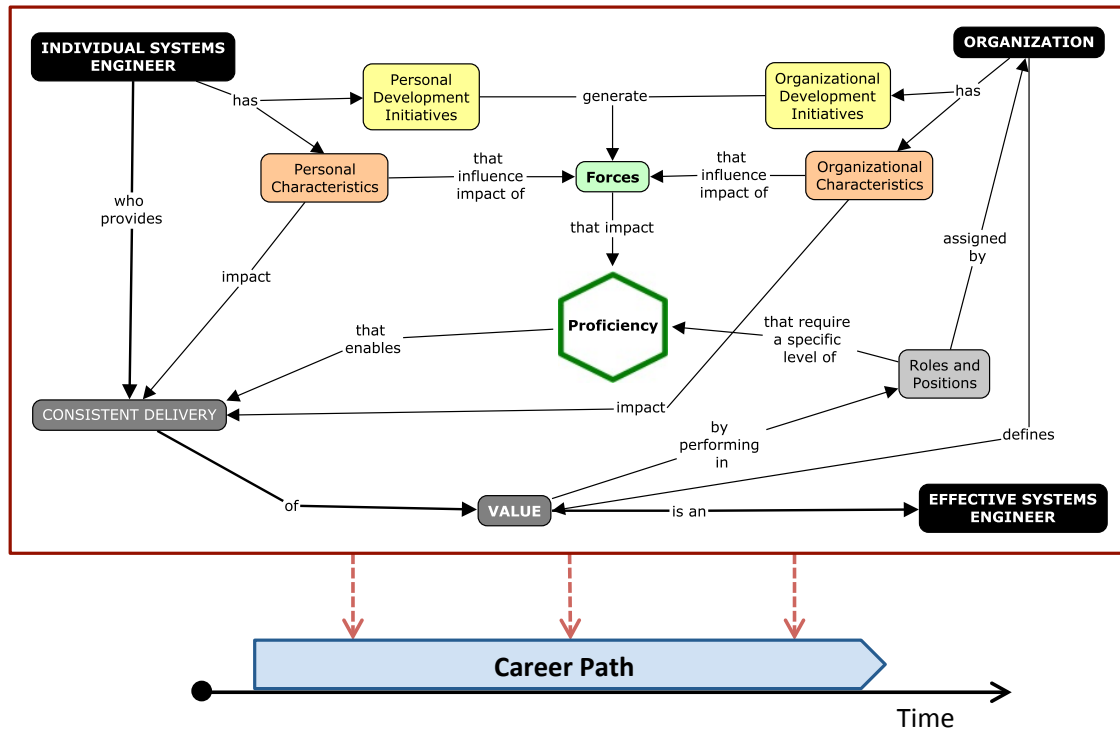 INDIVIDUAL SYSTEMS
ENGINEER
ORGANIZATION
Personal
Development
Initiatives
Organizational
Development
Initiatives
has
generate
has
Personal
Characteristics
that
influence
impact of
Forces
that
influence
impact of
Organizational
Characteristics
who
provides
that impact
assigned
by
impact
Proficiency
that
enables
that require
a specific
level of
Roles and
Positions
CONSISTENT DELIVERY
impact
by
performing
in
defines
of
VALUE
is an
EFFECTIVE SYSTEMS
ENGINEER
Career Path
Time